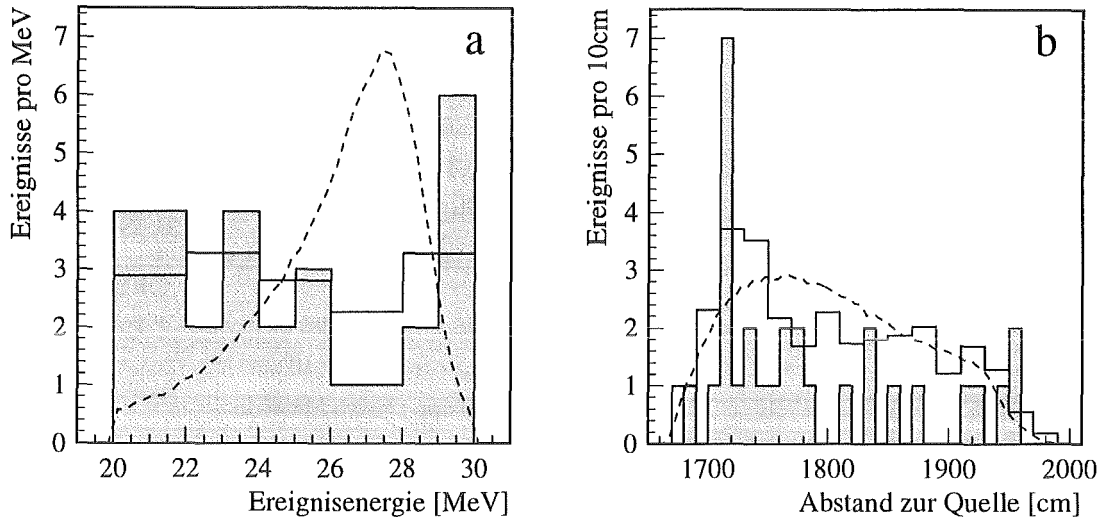 a
Ereignisse pro MeV
7
6
5
4
3
2
1
0
20 22 24 26 28 30
Ereignisenergie [MeV]
b
Ereignisse pro 10cm
7
6
5
4
3
2
1
0
1700 1800 1900 2000
Abstand zur Quelle [cm]